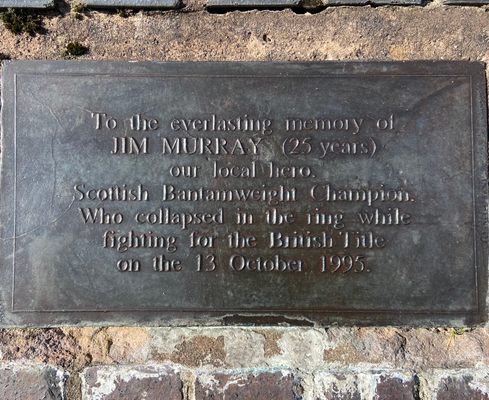 To the everlasting memory of
JIM MURRAY (25 years)
our local hero.
Scottish Bantamweight Champion.
Who collapsed in the ring while
fighting for the British Title
on the 13 October 1995.